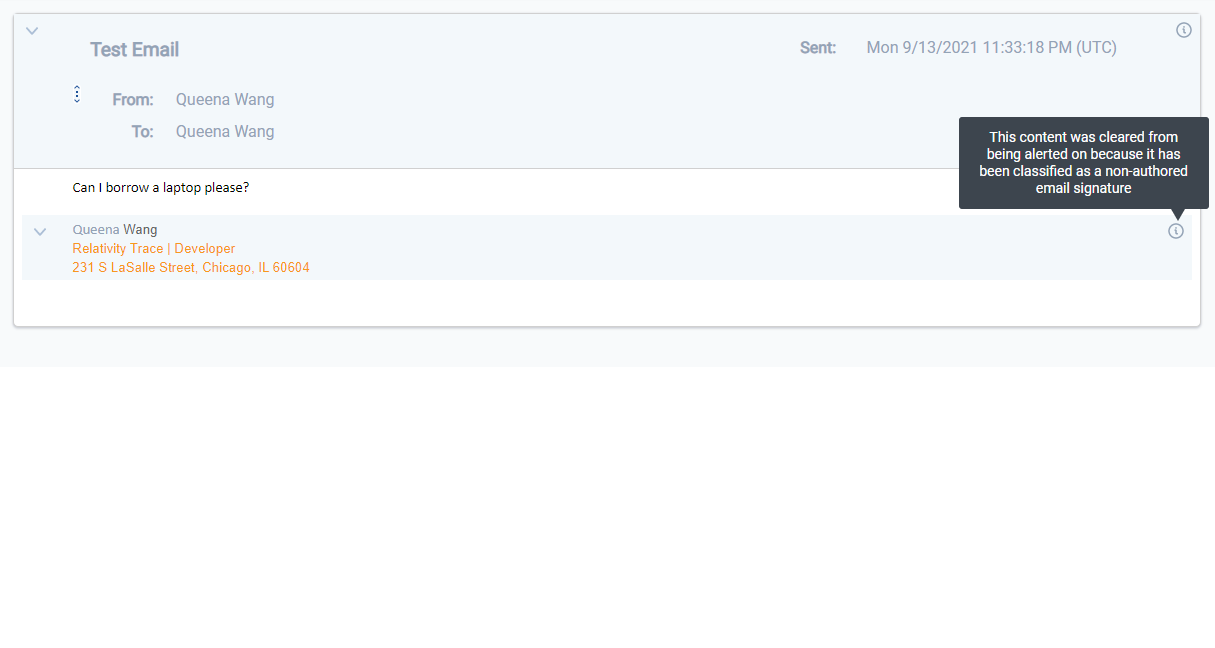 Test Email
Sent: Mon 9/13/2021 11:33:18 PM (UTC)
From: Queena Wang
To: Queena Wang
This content was cleared from
being alerted on because it has
been classified as a non-authored
email signature
Can I borrow a laptop please?
Queena Wang
Relativity Trace | Developer
231 S LaSalle Street, Chicago, IL 60604